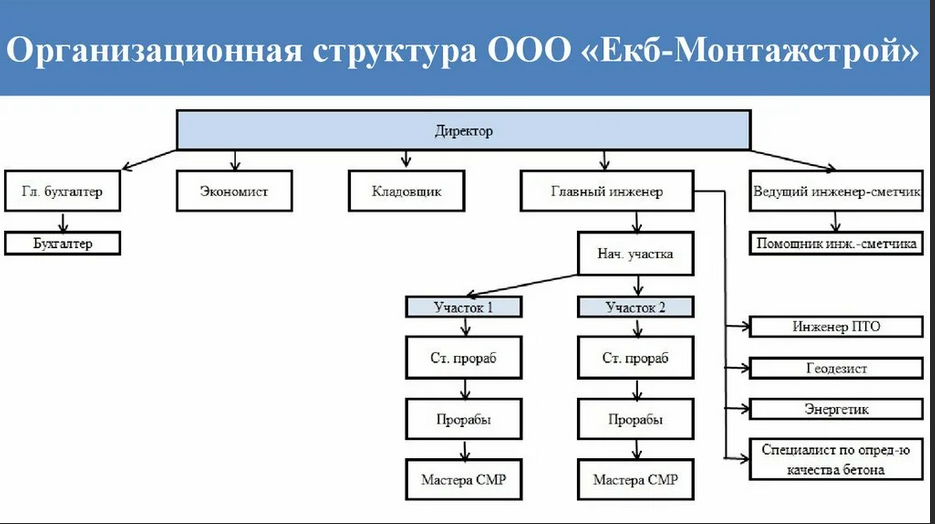 Организационная структура ООО «Екб-Монтажстрой»
Директор
Гл. бухгалтер
Экономист
Кладовщик
Главный инженер
Ведущий инженер-сметчик
Бухгалтер
Нач. участка
Помощник инж.-сметчика
Участок 1
Участок 2
Инженер ПТО
Ст. прораб
Ст. прораб
Геодезист
Прорабы
Прорабы
Энергетик
Специалист по опред-ю
качества бетона
Мастера СМР
Мастера СМР